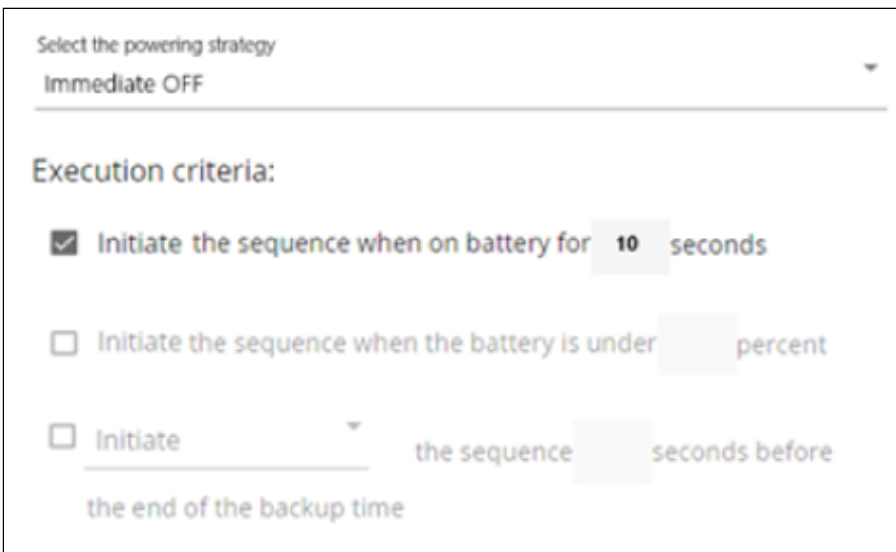 Select the powering strategy
Immediate OFF
Execution criteria:
Initiate the sequence when on battery for 10 seconds
Initiate the sequence when the battery is under percent
Initiate the sequence seconds before
the end of the backup time